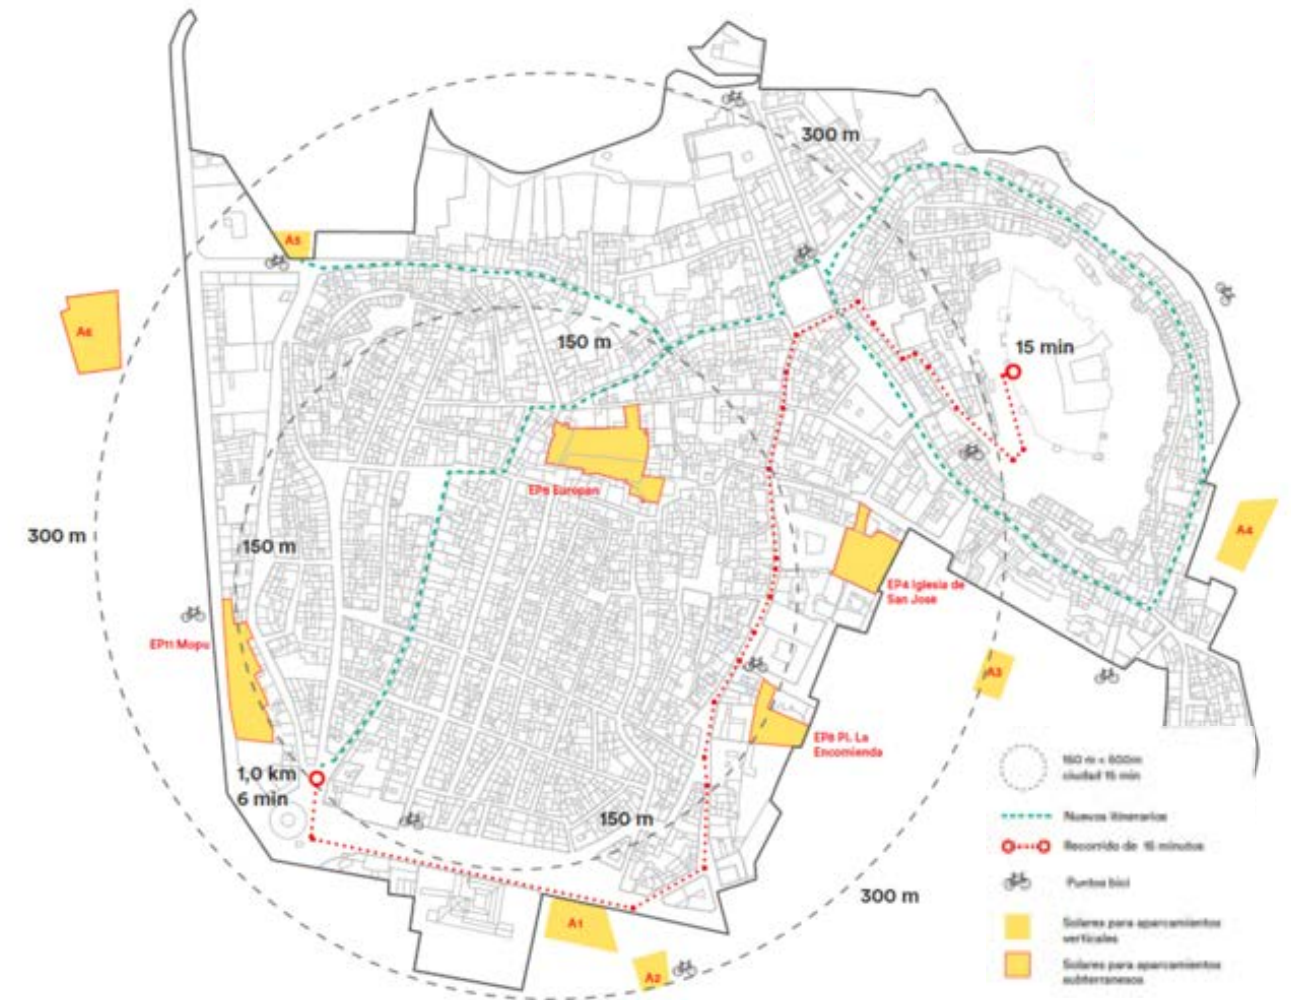 300 m
A5
A6
150 m
15 min
EP6 Europan
300 m
150 m
A4
EP4 Iglesia de
San José
EP11 Mopu
A3
EP8 Pl. La
Encomienda
1,0 km
6 min
150 m
300 m
A1
A2
ciudad 15 min
Nuevos itinerarios
Recorrido de 15 minutos
Puntos bici
Solares para aparcamientos
verticales
Solares para aparcamientos
subterraneos